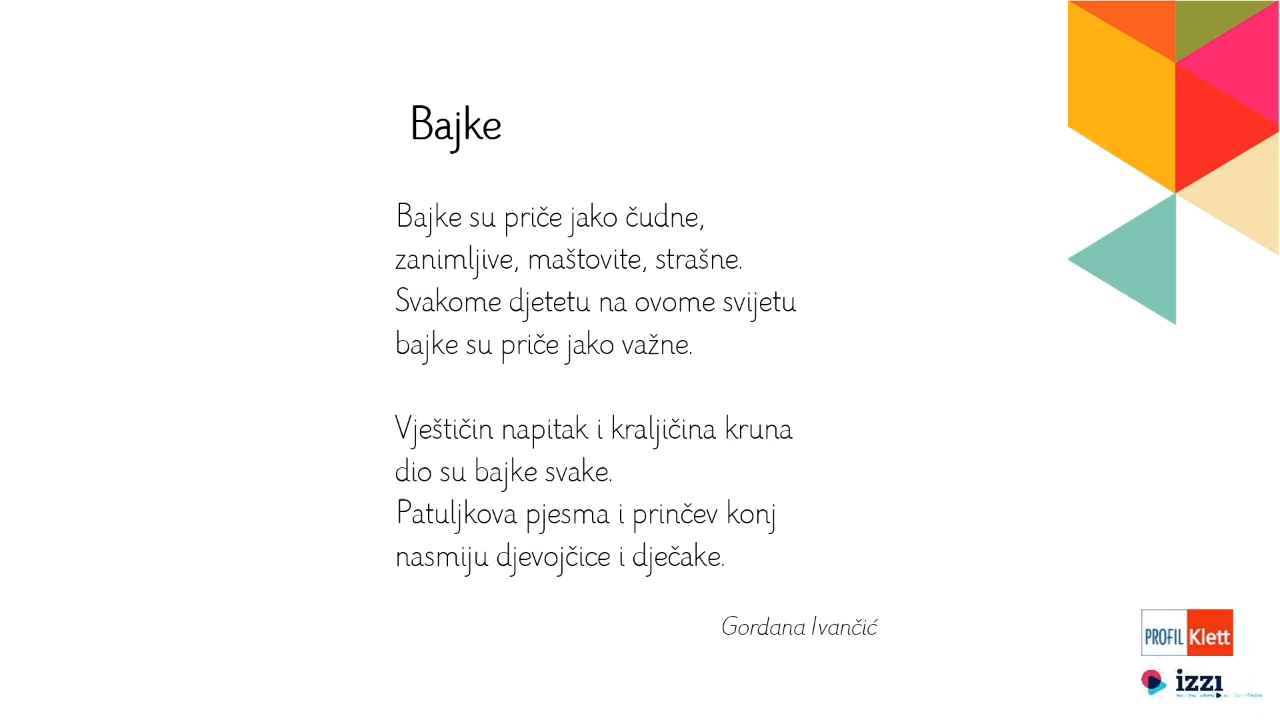 Bajke
Bajke su priče jako čudne,
zanimljive, maštovite, strašne.
Svakome djetetu na ovome svijetu
bajke su priče jako važne.
Vještičin napitak i kraljičina kruna
dio su bajke svake.
Patuljkova pjesma i prinčev konj
nasmiju djevojčice i dječake.
Gordana Ivančić
PROFIL Klett
izzi